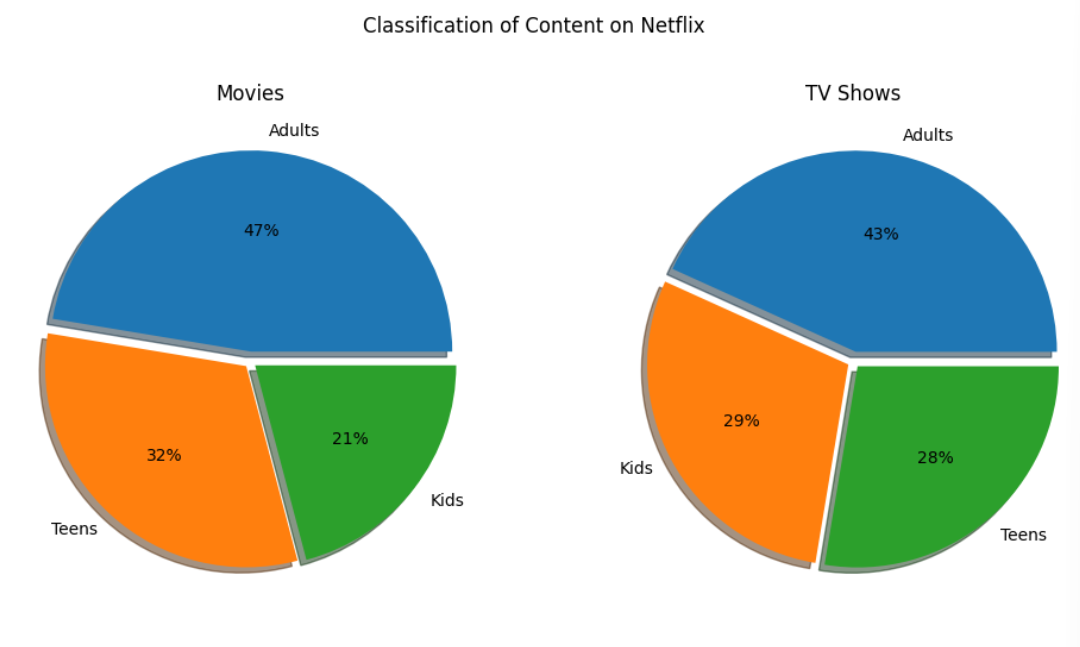 Classification of Content on Netflix
Movies
Adults
47%
32%
Teens
21%
Kids
TV Shows
Adults
43%
29%
Kids
28%
Teens